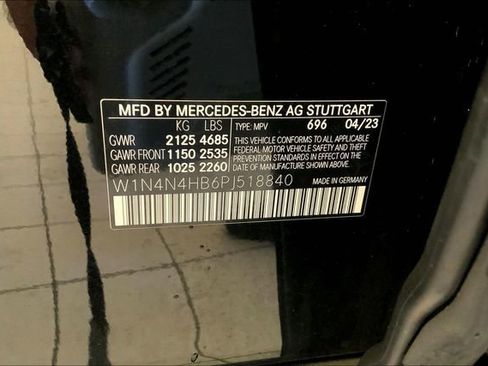 MFD BY MERCEDES-BENZ AG STUTTGART
KG LBS TYPE: MPV 696 04/23
GVWR 2125 4685 THIS VEHICLE CONFORMS TO ALL APPLICABLE
GAWR FRONT 1150 2535 FEDERAL MOTOR VEHICLE SAFETY AND THEFT
GAWR REAR 1025 2260 PREVENTION STANDARDS IN EFFECT ON THE
DATE OF MANUFACTURE SHOWN ABOVE.
W1N4N4HB6PJ518840 MADE IN GERMANY